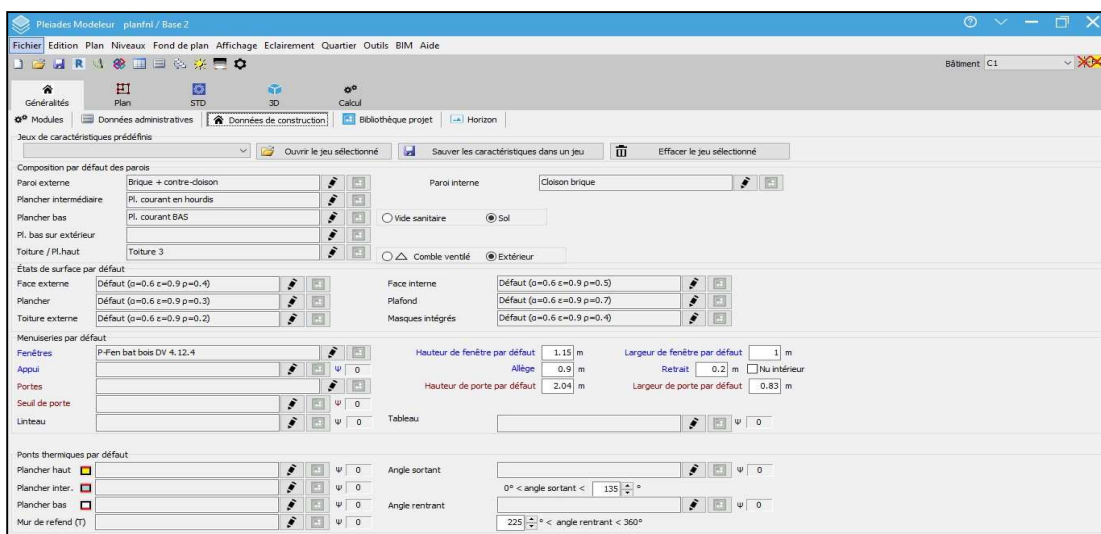 Pleiades Modeleur planfnl / Base 2
Fichier Edition Plan Niveaux Fond de plan Affichage Eclairement Quartier Outils BIM Aide
Bâtiment C1
Généralités Plan STD 3D Calcul
Modules Données administratives Données de construction Bibliothèque projet Horizon
Jeux de caractéristiques prédéfinis
Ouvrir le jeu sélectionné Sauver les caractéristiques dans un jeu Effacer le jeu sélectionné
Composition par défaut des parois
Paroi externe Brique + contre-cloison Paroi interne Cloison brique
Plancher intermédiaire Pl. courant en hourdis
Plancher bas Pl. courant BAS Vide sanitaire Sol
Pl. bas sur extérieur
Toiture / Pl.haut Toiture 3 Comble ventilé Extérieur
États de surface par défaut
Face externe Défaut (α=0.6 ε=0.9 ρ=0.4) Face interne Défaut (α=0.6 ε=0.9 ρ=0.5)
Plancher Défaut (α=0.6 ε=0.9 ρ=0.3) Plafond Défaut (α=0.6 ε=0.9 ρ=0.7)
Toiture externe Défaut (α=0.6 ε=0.9 ρ=0.2) Masques intégrés Défaut (α=0.6 ε=0.9 ρ=0.4)
Menuiseries par défaut
Fenêtres P-Fen bat bois DV 4.12.4 Hauteur de fenêtre par défaut 1.15 m Largeur de fenêtre par défaut 1 m
Appui Ψ 0 Allège 0.9 m Retrait 0.2 m Nu intérieur
Portes Hauteur de porte par défaut 2.04 m Largeur de porte par défaut 0.83 m
Seuil de porte Ψ 0
Linteau Ψ 0 Tableau Ψ 0
Ponts thermiques par défaut
Plancher haut Ψ 0 Angle sortant Ψ 0
Plancher inter. Ψ 0 0° < angle sortant < 135 °
Plancher bas Ψ 0 Angle rentrant Ψ 0
Mur de refend (T) Ψ 0 225 ° < angle rentrant < 360°